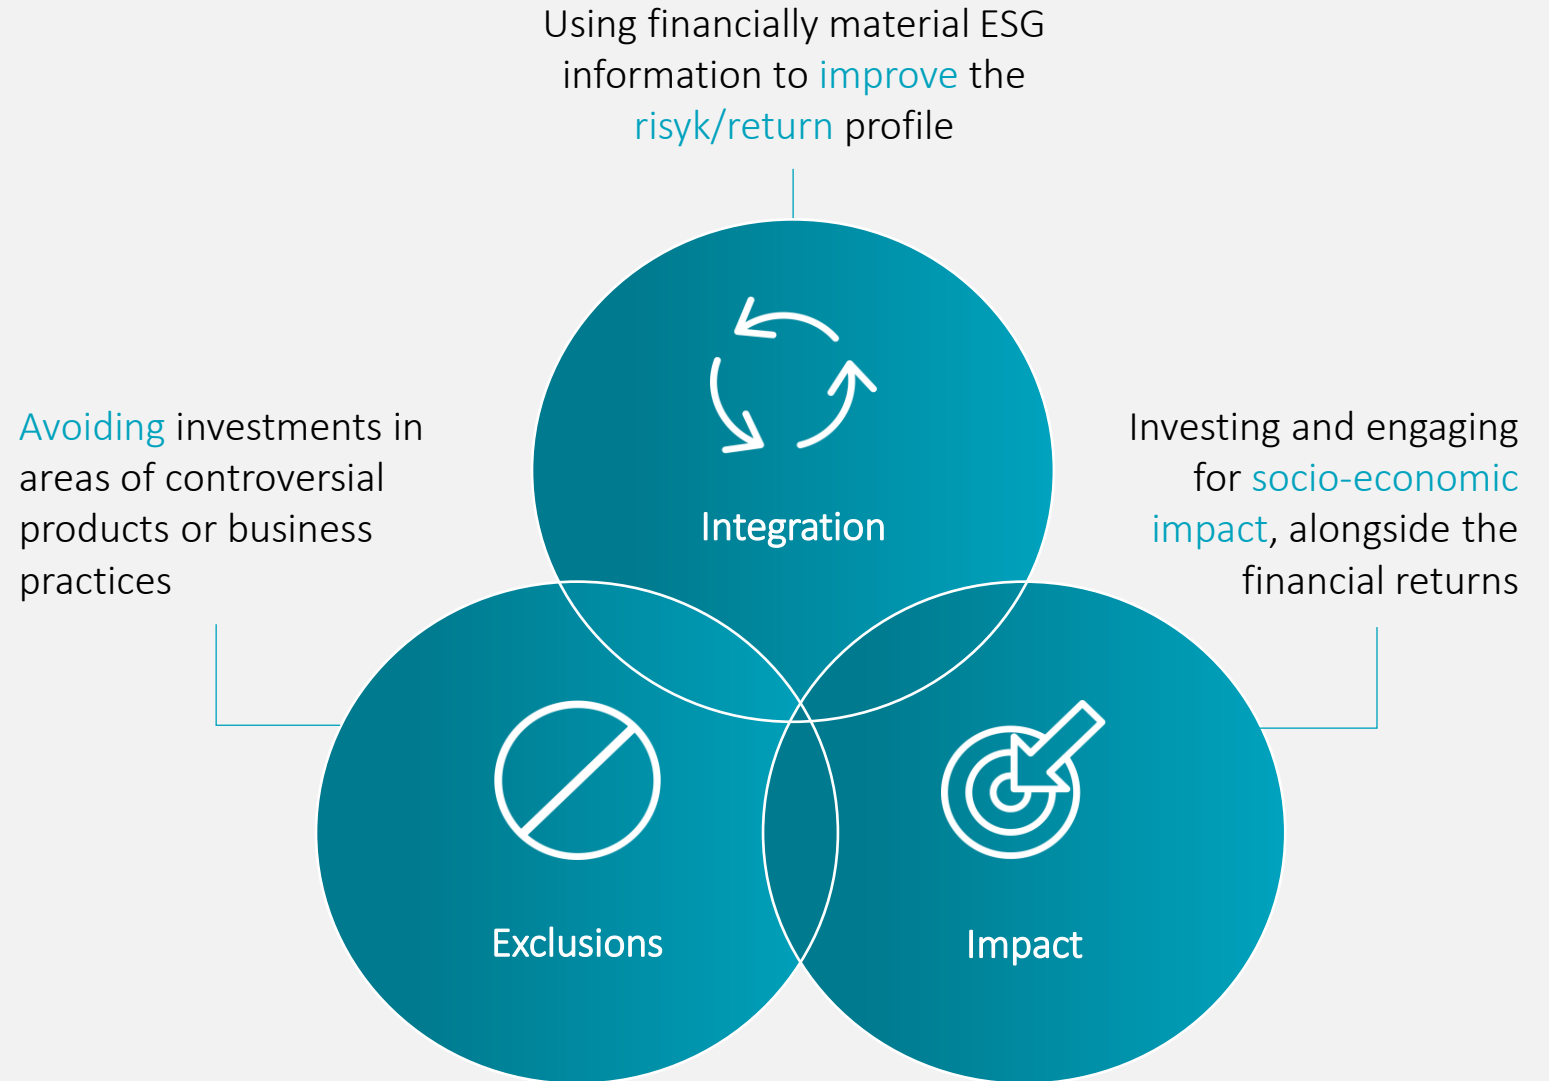 Using financially material ESG
information to improve the
risyk/return profile
Integration
Avoiding investments in
areas of controversial
products or business
practices
Investing and engaging
for socio-economic
impact, alongside the
financial returns
Exclusions
Impact